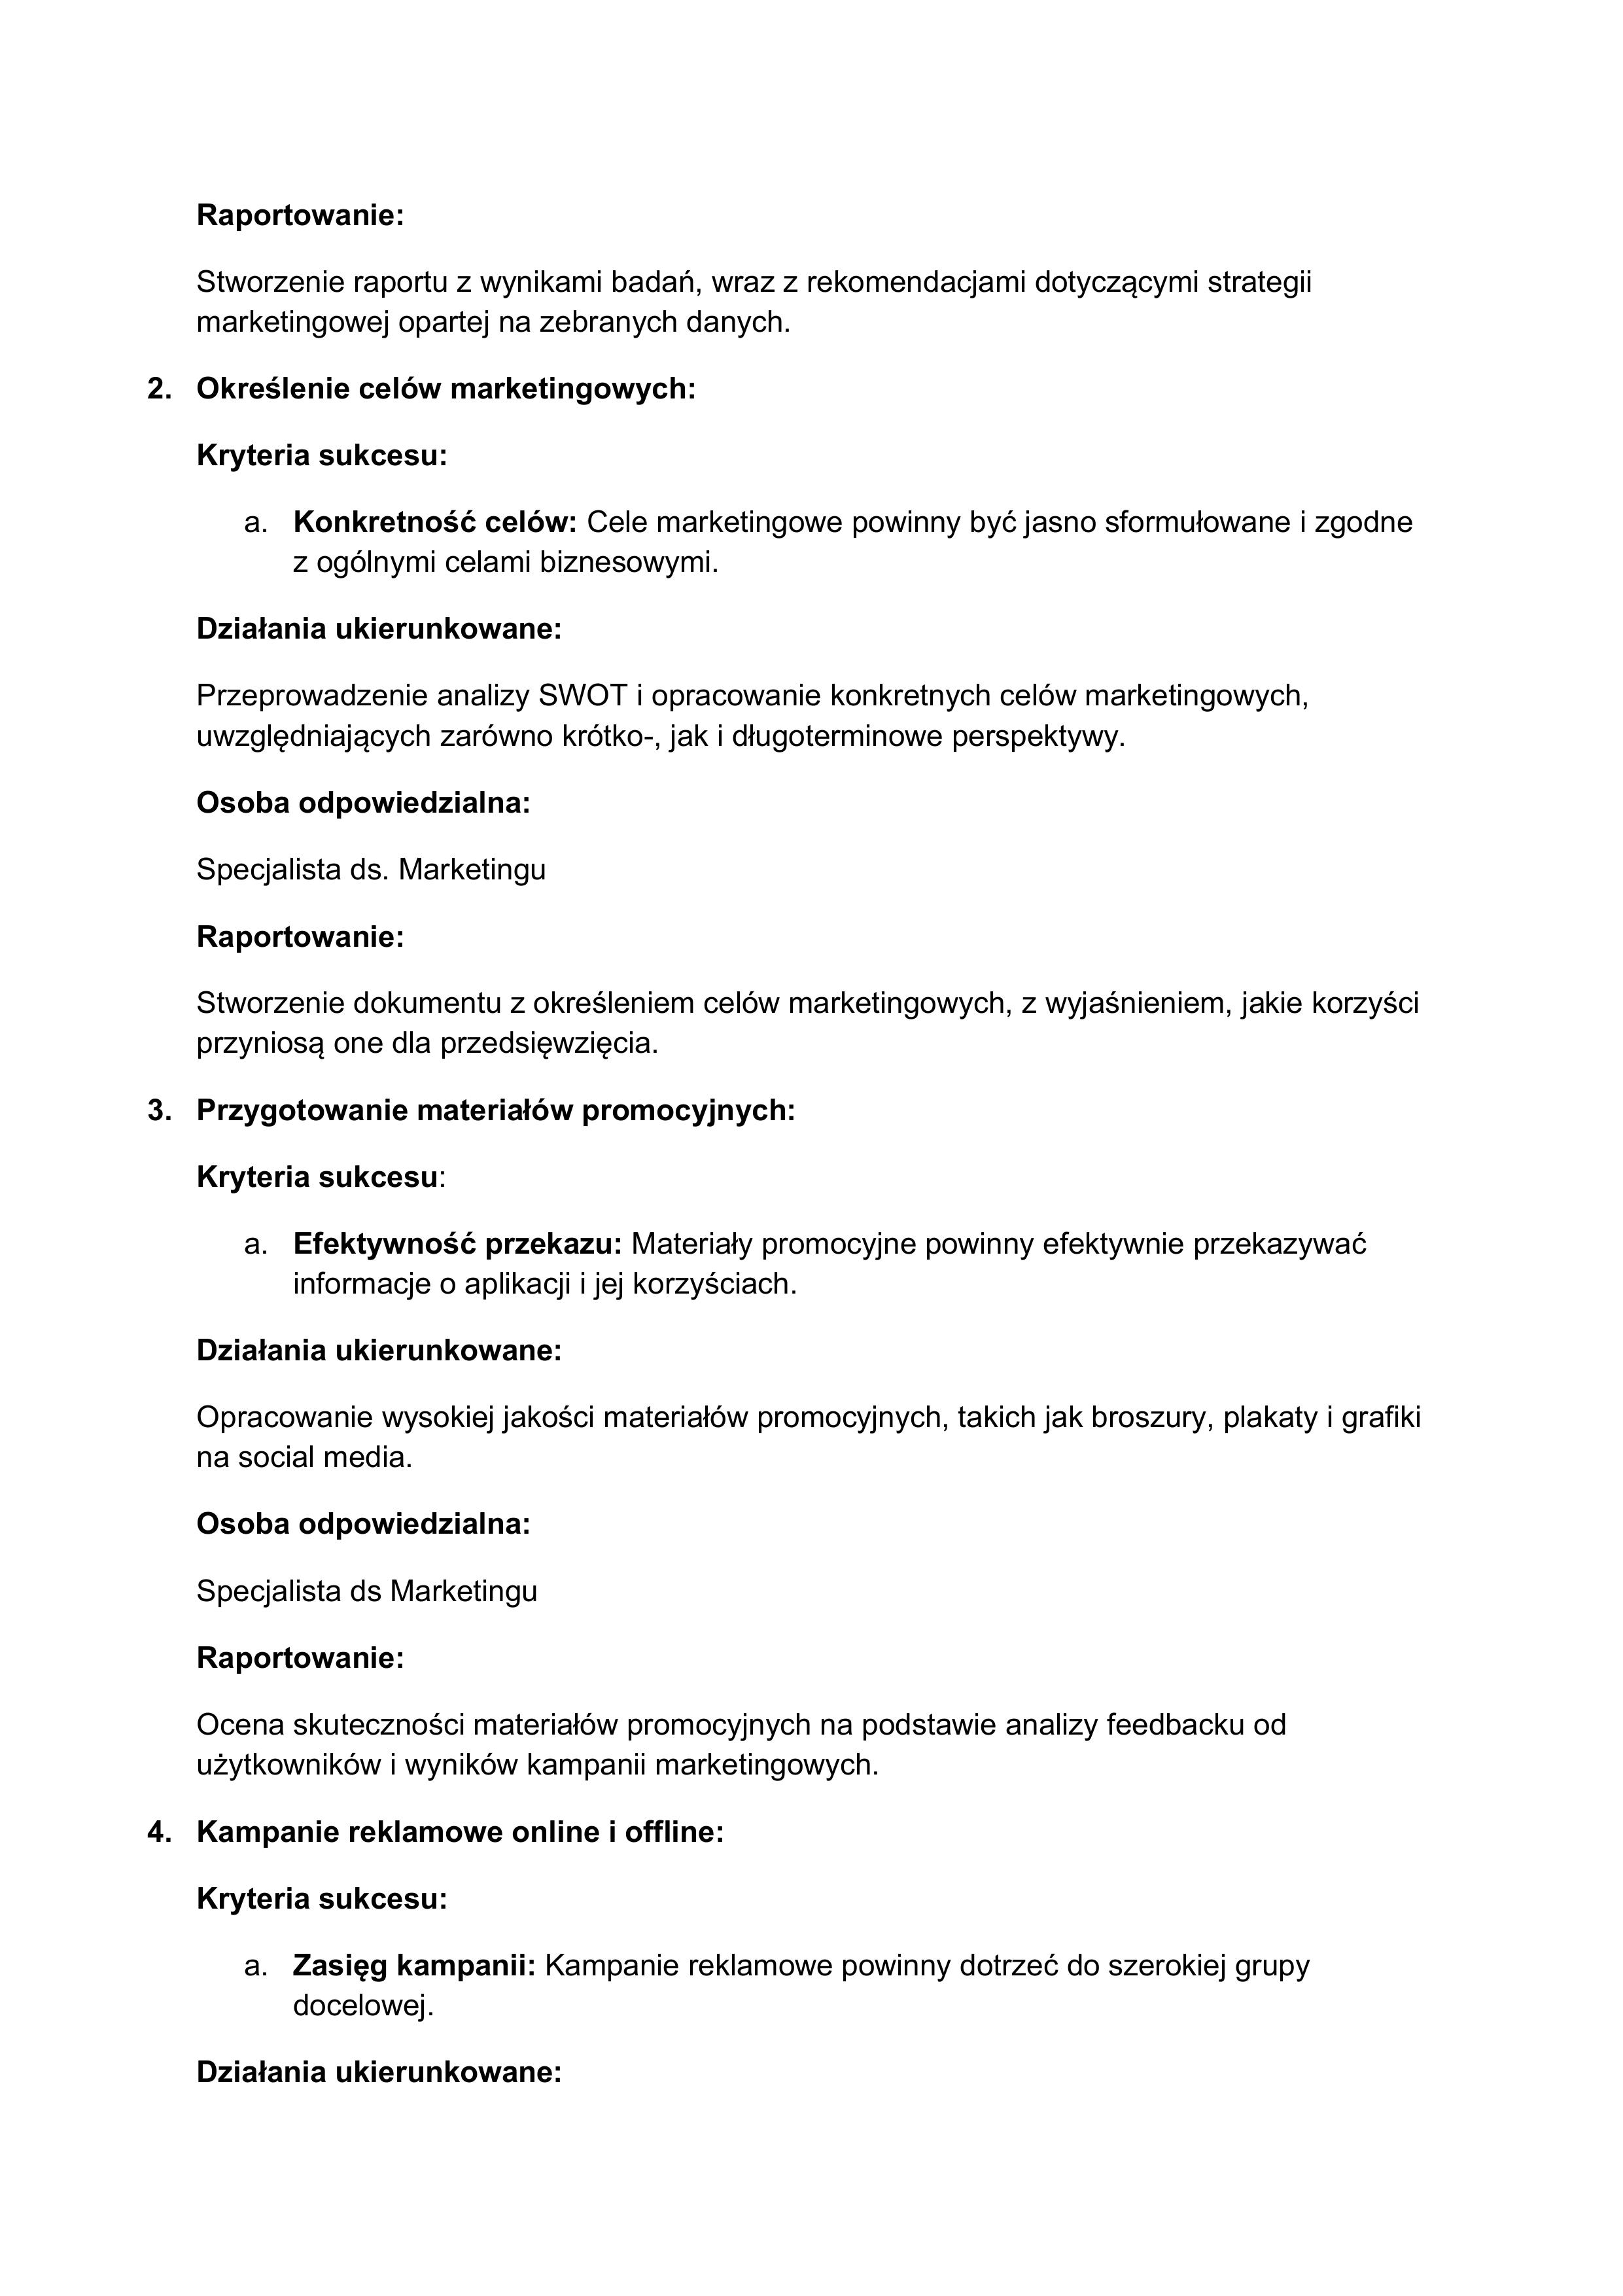 Raportowanie:
Stworzenie raportu z wynikami badań, wraz z rekomendacjami dotyczącymi strategii
marketingowej opartej na zebranych danych.
2. Określenie celów marketingowych:
Kryteria sukcesu:
a. Konkretność celów: Cele marketingowe powinny być jasno sformułowane i zgodne
z ogólnymi celami biznesowymi.
Działania ukierunkowane:
Przeprowadzenie analizy SWOT i opracowanie konkretnych celów marketingowych,
uwzględniających zarówno krótko-, jak i długoterminowe perspektywy.
Osoba odpowiedzialna:
Specjalista ds. Marketingu
Raportowanie:
Stworzenie dokumentu z określeniem celów marketingowych, z wyjaśnieniem, jakie korzyści
przyniosą one dla przedsięwzięcia.
3. Przygotowanie materiałów promocyjnych:
Kryteria sukcesu:
a. Efektywność przekazu: Materiały promocyjne powinny efektywnie przekazywać
informacje o aplikacji i jej korzyściach.
Działania ukierunkowane:
Opracowanie wysokiej jakości materiałów promocyjnych, takich jak broszury, plakaty i grafiki
na social media.
Osoba odpowiedzialna:
Specjalista ds Marketingu
Raportowanie:
Ocena skuteczności materiałów promocyjnych na podstawie analizy feedbacku od
użytkowników i wyników kampanii marketingowych.
4. Kampanie reklamowe online i offline:
Kryteria sukcesu:
a. Zasięg kampanii: Kampanie reklamowe powinny dotrzeć do szerokiej grupy
docelowej.
Działania ukierunkowane: